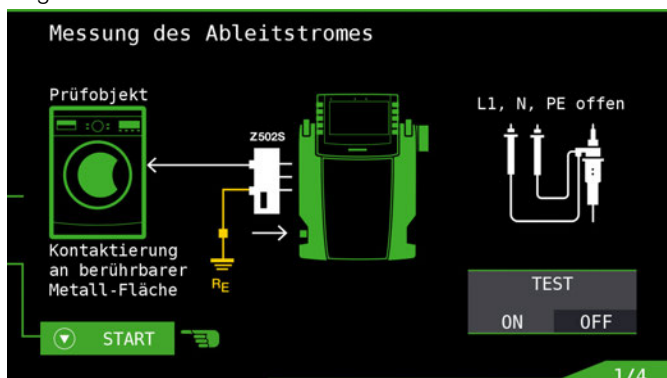 Messung des Ableitstromes
Prüfobjekt
Z502S
L1, N, PE offen
Kontaktierung
an berührbarer
Metall-Fläche
RE
TEST
ON OFF
START
1/4